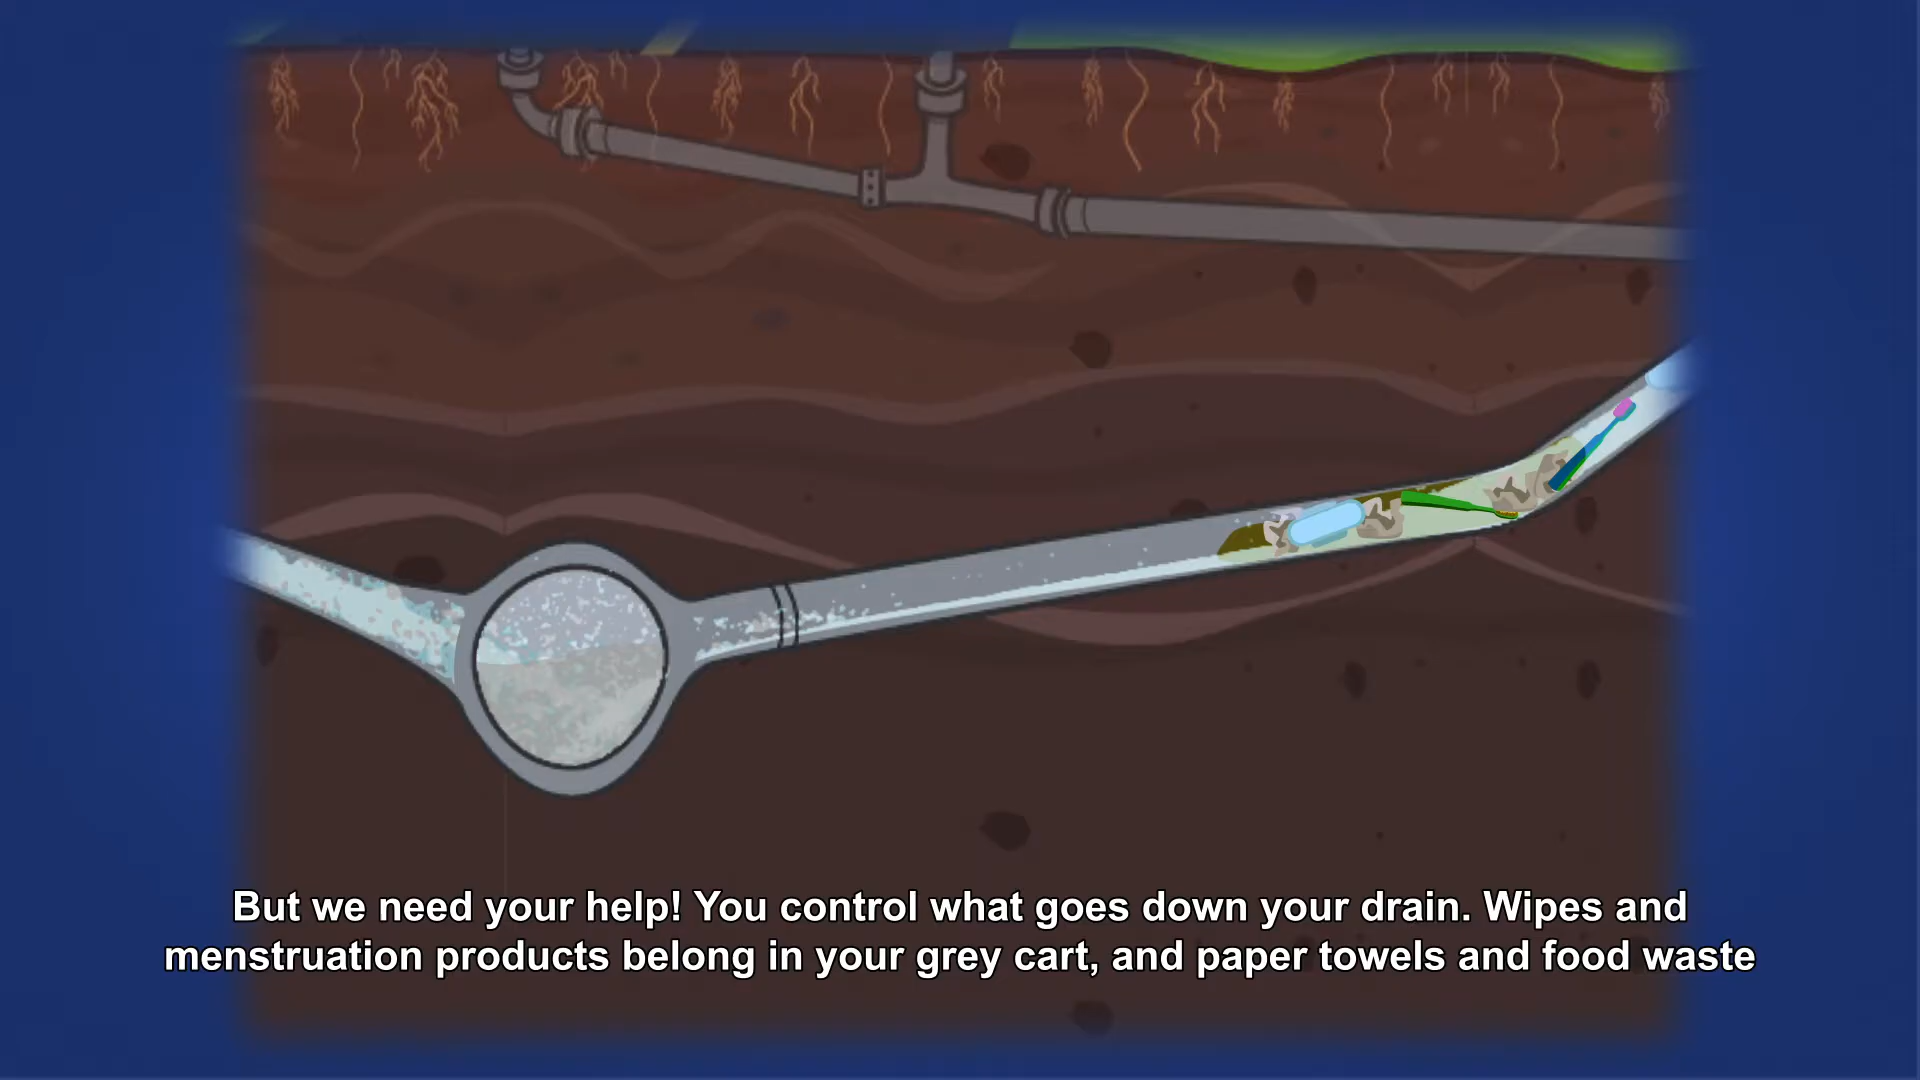 But we need your help! You control what goes down your drain. Wipes and
menstruation products belong in your grey cart, and paper towels and food waste